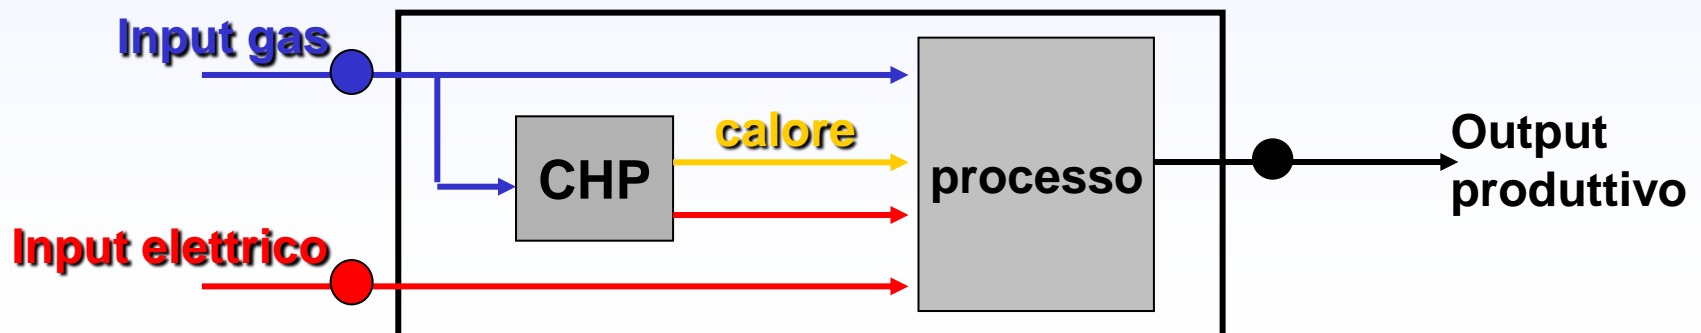 Input gas
calore
CHP
processo
Output
produttivo
Input elettrico